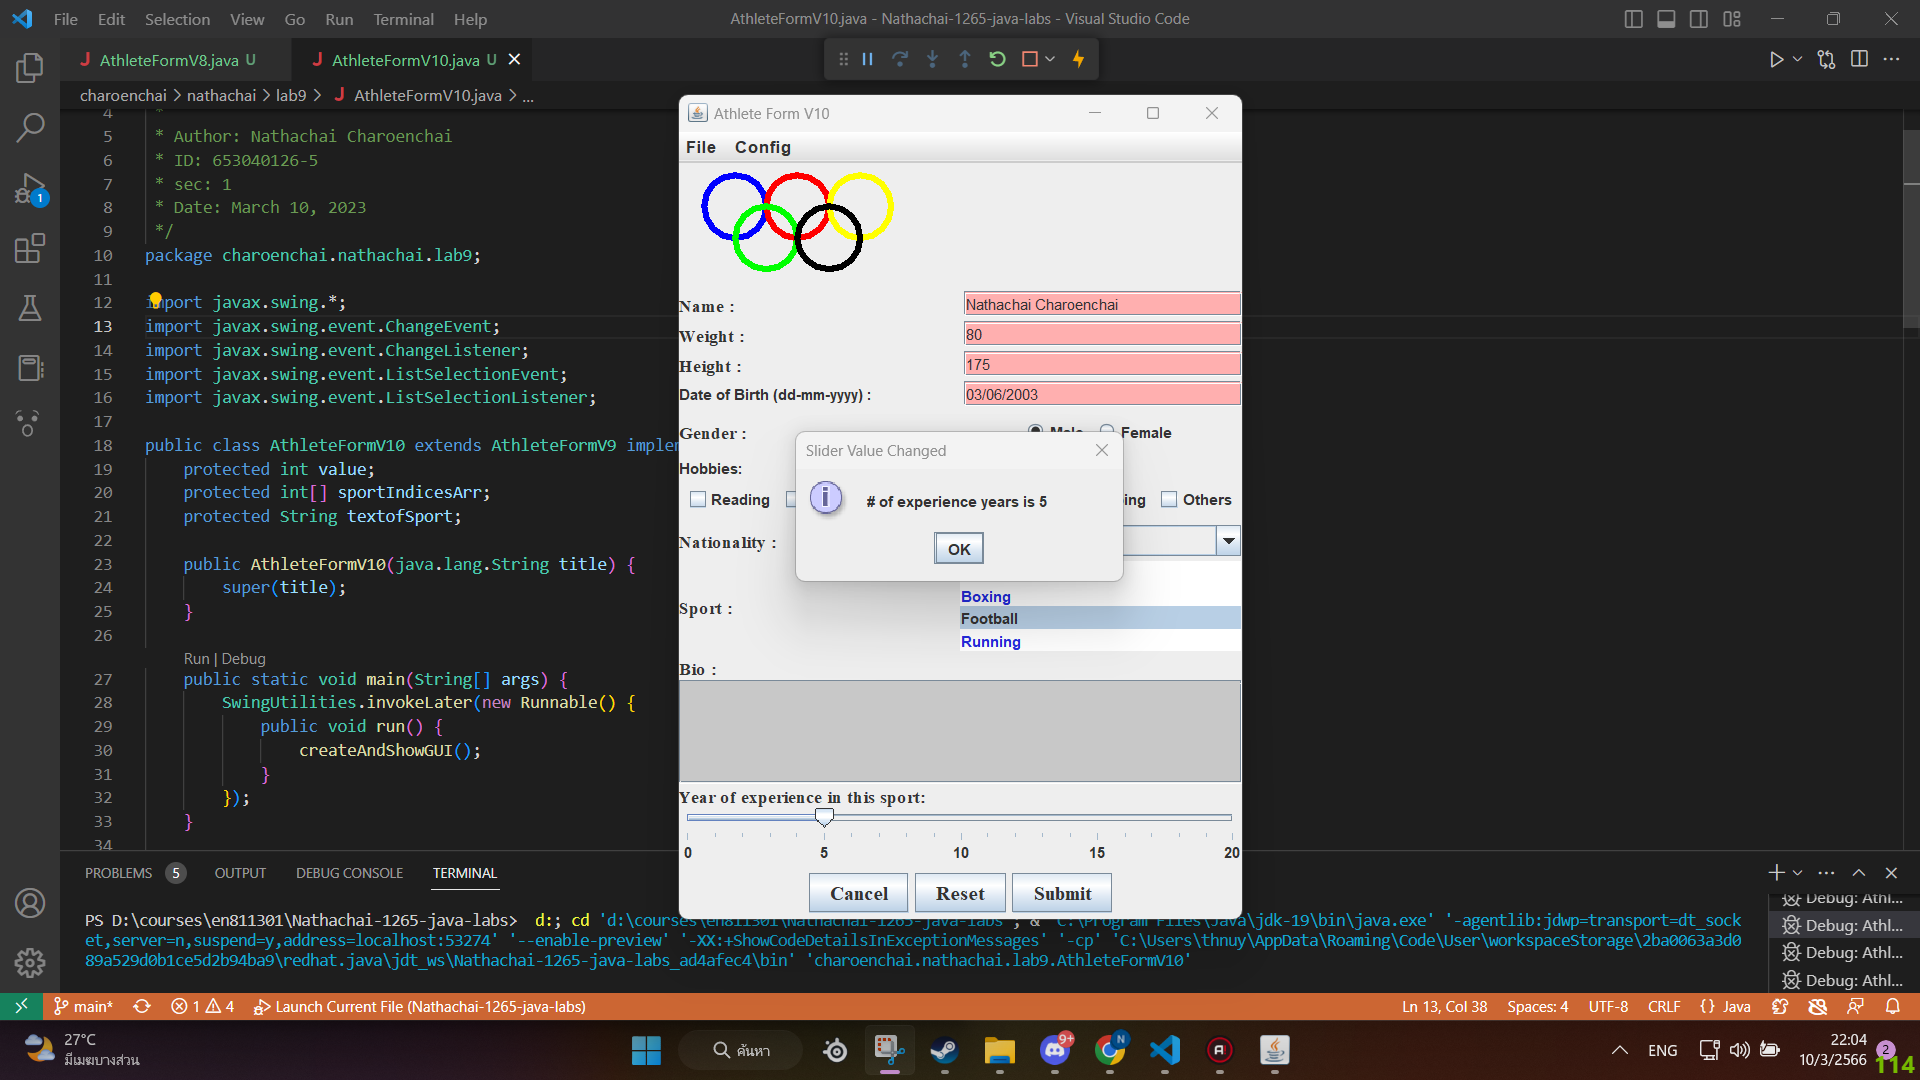 File Edit Selection View Go Run Terminal Help
AthleteFormV10.java - Nathachai-1265-java-labs - Visual Studio Code
J AthleteFormV8.java U
J AthleteFormV10.java U
charoenchai > nathachai > lab9 > J AthleteFormV10.java > ...
4 *
5 * Author: Nathachai Charoenchai
6 * ID: 653040126-5
7 * sec: 1
8 * Date: March 10, 2023
9 */
10 package charoenchai.nathachai.lab9;
11
12 import javax.swing.*;
13 import javax.swing.event.ChangeEvent;
14 import javax.swing.event.ChangeListener;
15 import javax.swing.event.ListSelectionEvent;
16 import javax.swing.event.ListSelectionListener;
17
18 public class AthleteFormV10 extends AthleteFormV9 implem
19 protected int value;
20 protected int[] sportIndicesArr;
21 protected String textofSport;
22
23 public AthleteFormV10(java.lang.String title) {
24 super(title);
25 }
26
Run | Debug
27 public static void main(String[] args) {
28 SwingUtilities.invokeLater(new Runnable() {
29 public void run() {
30 createAndShowGUI();
31 }
32 });
33 }
34
1
Athlete Form V10
File Config
Name : Nathachai Charoenchai
Weight : 80
Height : 175
Date of Birth (dd-mm-yyyy) : 03/06/2003
Gender : Male Female
Hobbies:
Reading ing Others
Nationality :
Slider Value Changed
# of experience years is 5
OK
Sport :
Boxing
Football
Running
Bio :
Year of experience in this sport:
0 5 10 15 20
Cancel Reset Submit
PROBLEMS 5 OUTPUT DEBUG CONSOLE TERMINAL
PS D:\courses\en811301\Nathachai-1265-java-labs> d:; cd 'd:\courses\en811301\Nathachai-1265-java-labs'; & 'C:\Program Files\Java\jdk-19\bin\java.exe' '-agentlib:jdwp=transport=dt_sock
et,server=n,suspend=y,address=localhost:53274' '--enable-preview' '-XX:+ShowCodeDetailsInExceptionMessages' '-cp' 'C:\Users\thnuy\AppData\Roaming\Code\User\workspaceStorage\2ba0063a3d0
89a529d0b1ce5d2b94ba9\redhat.java\jdt_ws\Nathachai-1265-java-labs_ad4afec4\bin' 'charoenchai.nathachai.lab9.AthleteFormV10'
Debug: Athl...
Debug: Athl...
Debug: Athl...
Debug: Athl...
main* 1 4 Launch Current File (Nathachai-1265-java-labs)
Ln 13, Col 38 Spaces: 4 UTF-8 CRLF {} Java
27°C
มีเมฆบางส่วน
ค้นหา
9+
N
ENG
22:04
10/3/2566
2
114